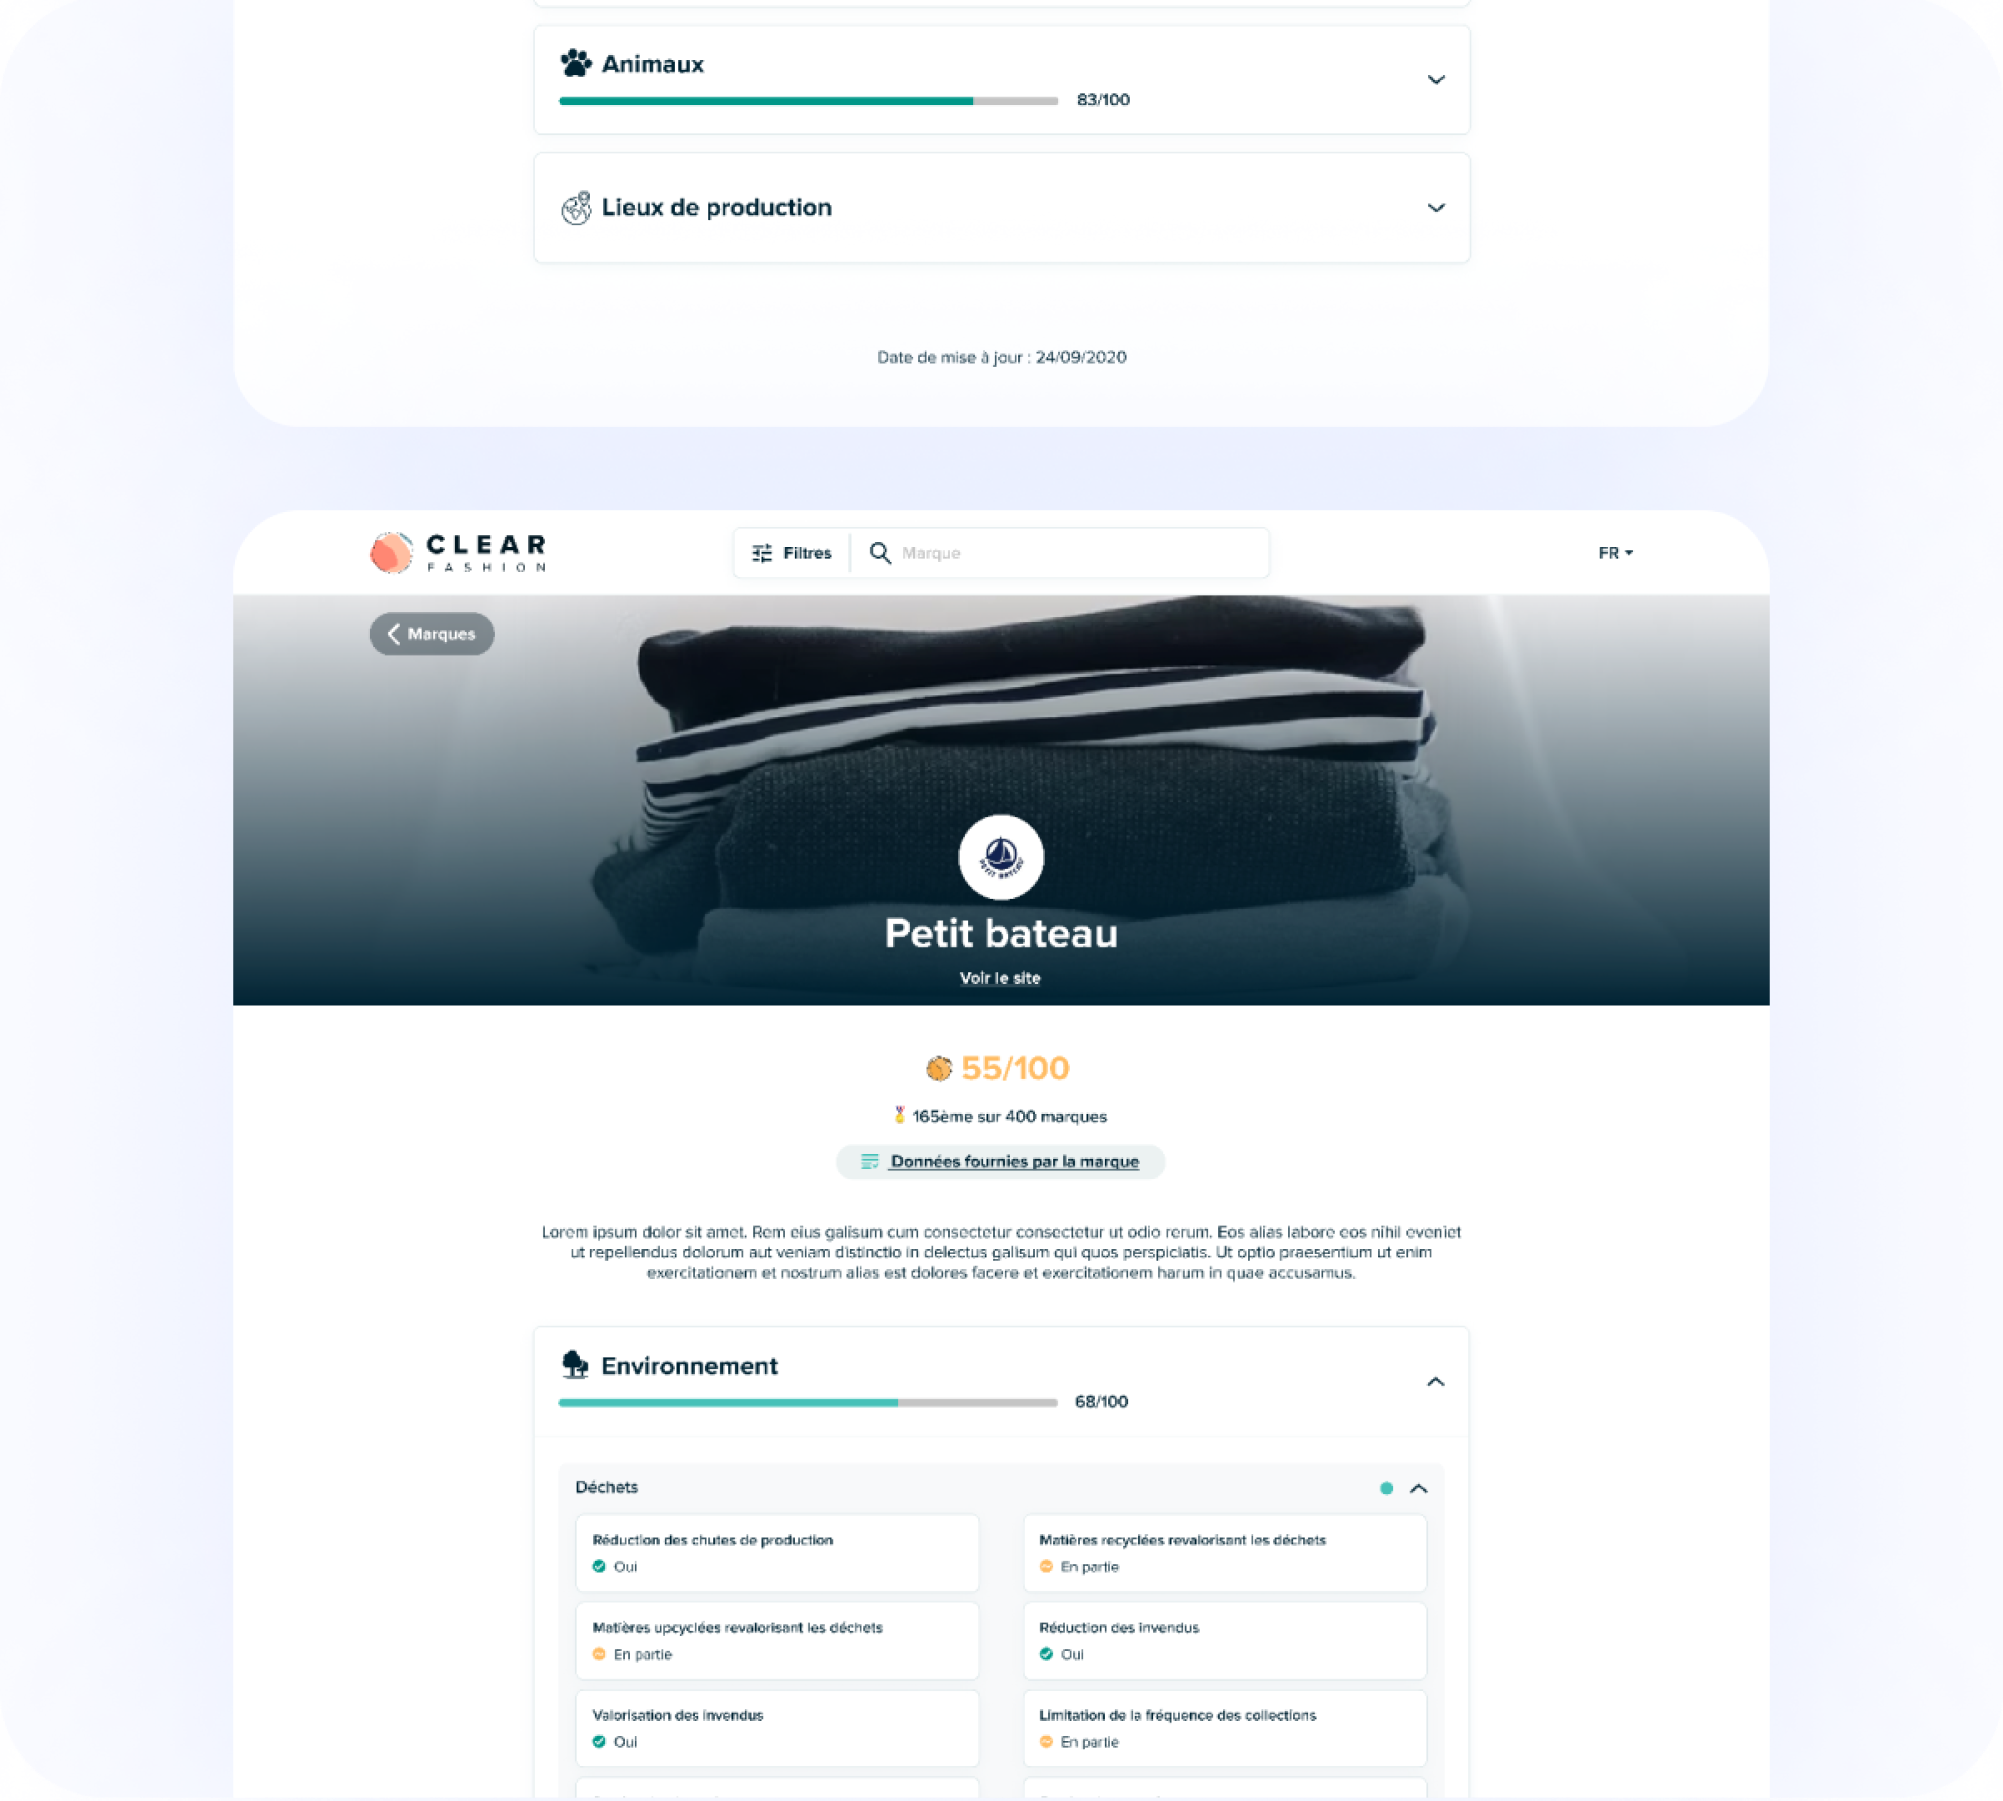 Animaux
83/100
Lieux de production
Date de mise à jour : 24/09/2020
CLEAR
FASHION
Filtres
Marque
FR
Marques
PETIT BATEAU
Petit bateau
Voir le site
55/100
165ème sur 400 marques
Données fournies par la marque
Lorem ipsum dolor sit amet. Rem eius galisum cum consectetur consectetur ut odio rerum. Eos alias labore eos nihil eveniet
ut repellendus dolorum aut veniam distinctio in delectus galisum qui quos perspiciatis. Ut optio praesentium ut enim
exercitationem et nostrum alias est dolores facere et exercitationem harum in quae accusamus.
Environnement
68/100
Déchets
Réduction des chutes de production
Oui
Matières recyclées revalorisant les déchets
En partie
Matières upcyclées revalorisant les déchets
En partie
Réduction des invendus
Oui
Valorisation des invendus
Oui
Limitation de la fréquence des collections
En partie